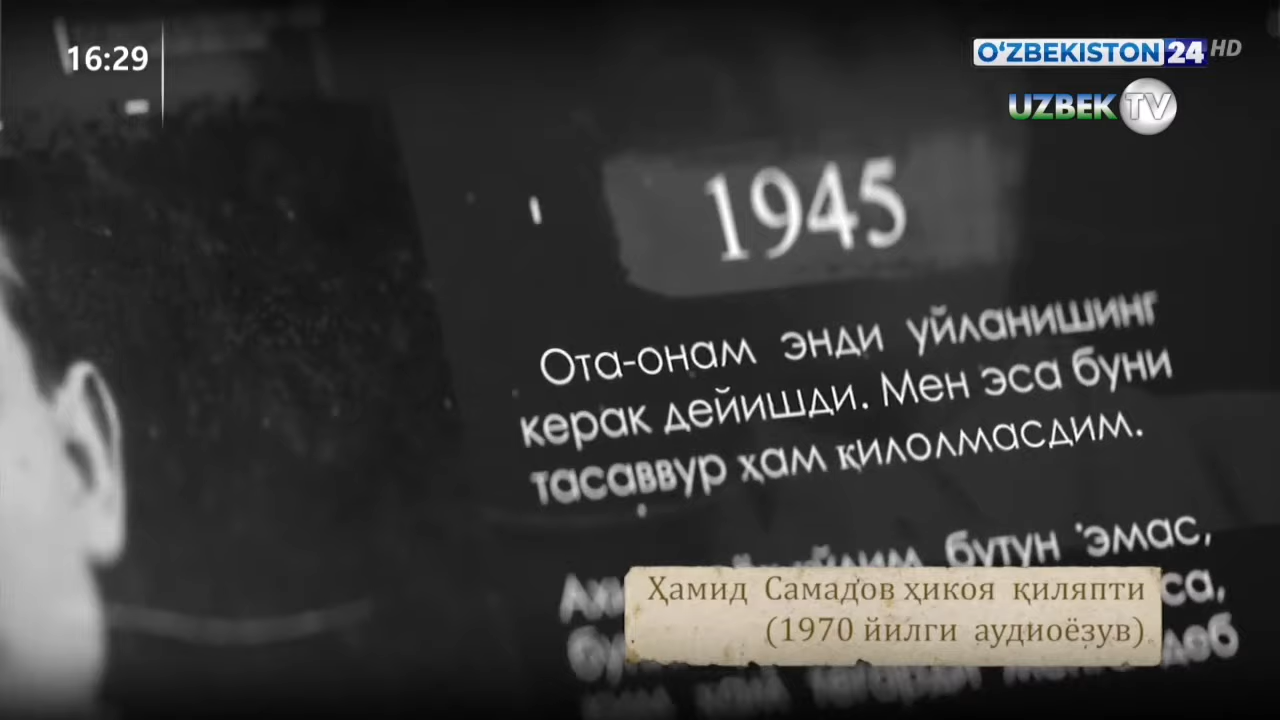 16:29
OʻZBEKISTON 24 HD
UZBEK TV
1945
Ота-онам энди уйланишинг
керак дейишди. Мен эса буни
тасаввур ҳам қилолмасдим.
бутун эмас,
Ҳамид Самадов ҳикоя қиляпти
(1970 йилги аудиоёзув)